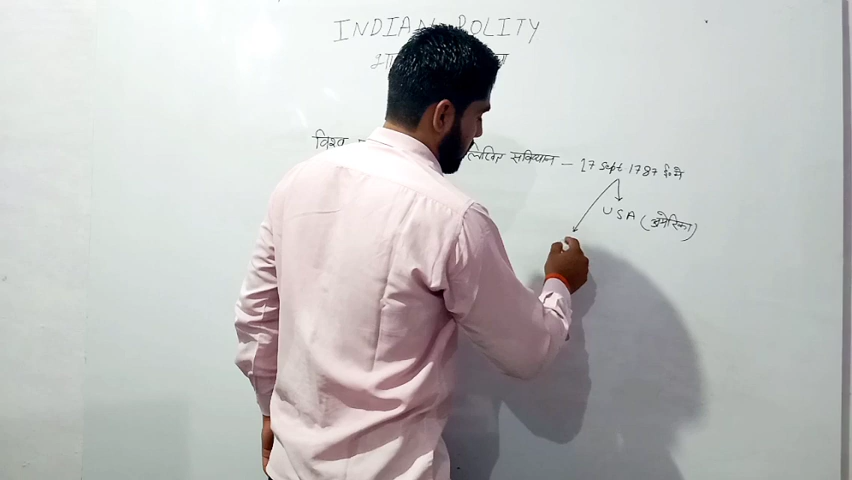 INDIAN POLITY
विश्व लिखित संविधान – 17 Sept 1787 ई० में
USA (अमेरिका)